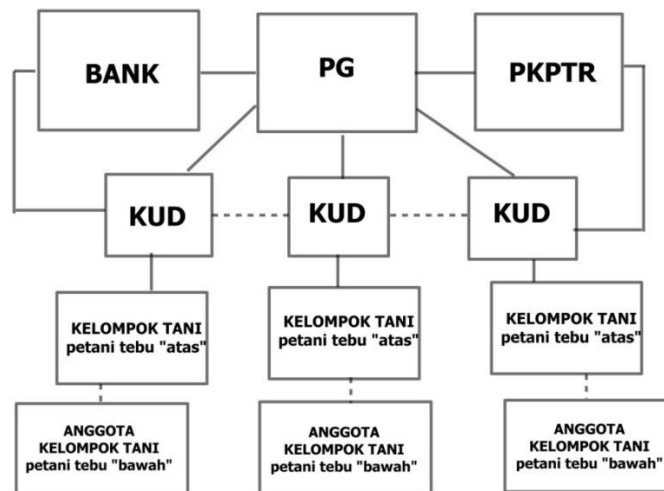 BANK
PG
PKPTR
KUD
KUD
KUD
KELOMPOK TANI
petani tebu "atas"
KELOMPOK TANI
petani tebu "atas"
KELOMPOK TANI
petani tebu "atas"
ANGGOTA
KELOMPOK TANI
petani tebu "bawah"
ANGGOTA
KELOMPOK TANI
petani tebu "bawah"
ANGGOTA
KELOMPOK TANI
petani tebu "bawah"